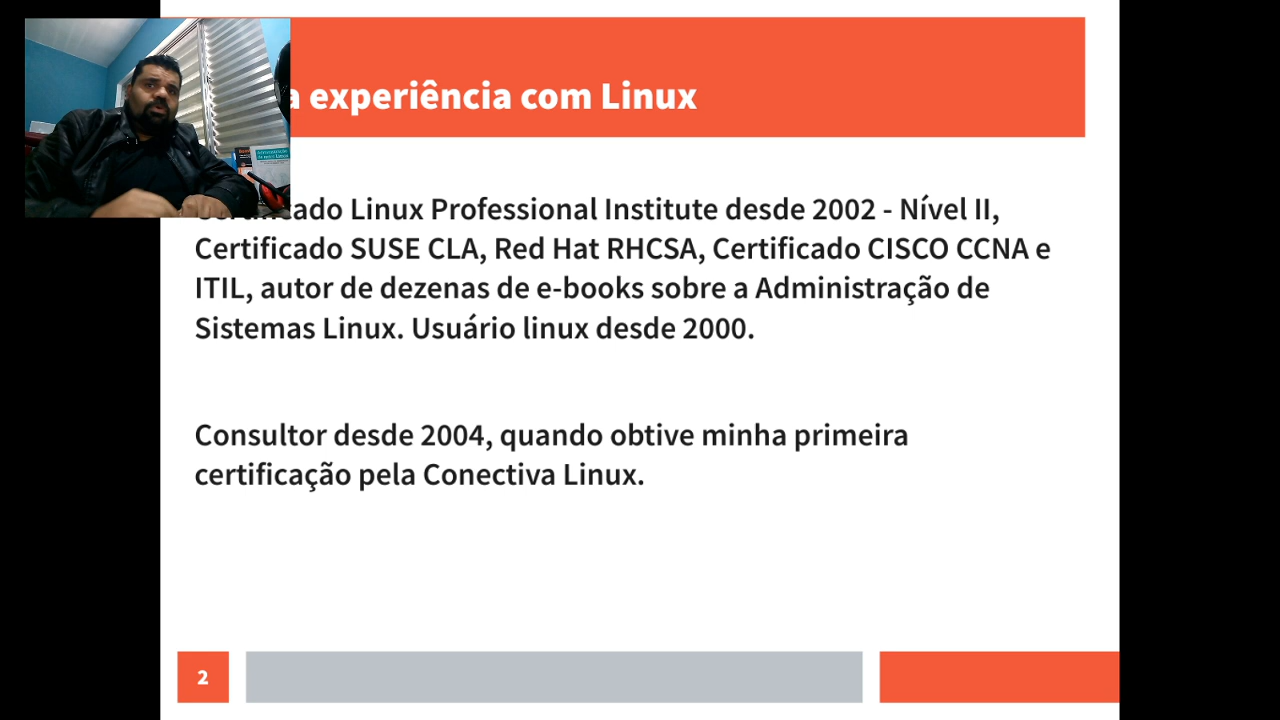 experiência com Linux
Linux Professional Institute desde 2002 - Nível II,
Certificado SUSE CLA, Red Hat RHCSA, Certificado CISCO CCNA e
ITIL, autor de dezenas de e-books sobre a Administração de
Sistemas Linux. Usuário linux desde 2000.
Consultor desde 2004, quando obtive minha primeira
certificação pela Conectiva Linux.
2